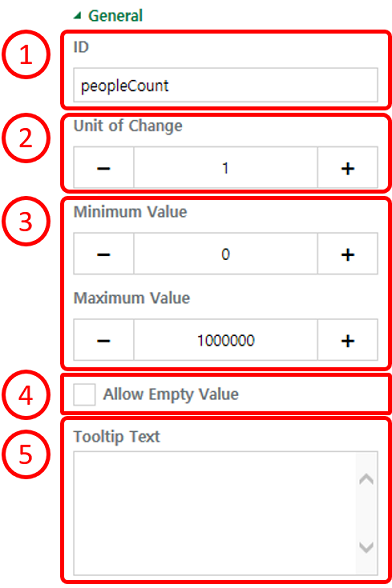 General
1
ID
peopleCount
2
Unit of Change
− 1 +
3
Minimum Value
− 0 +
Maximum Value
− 1000000 +
4
Allow Empty Value
5
Tooltip Text